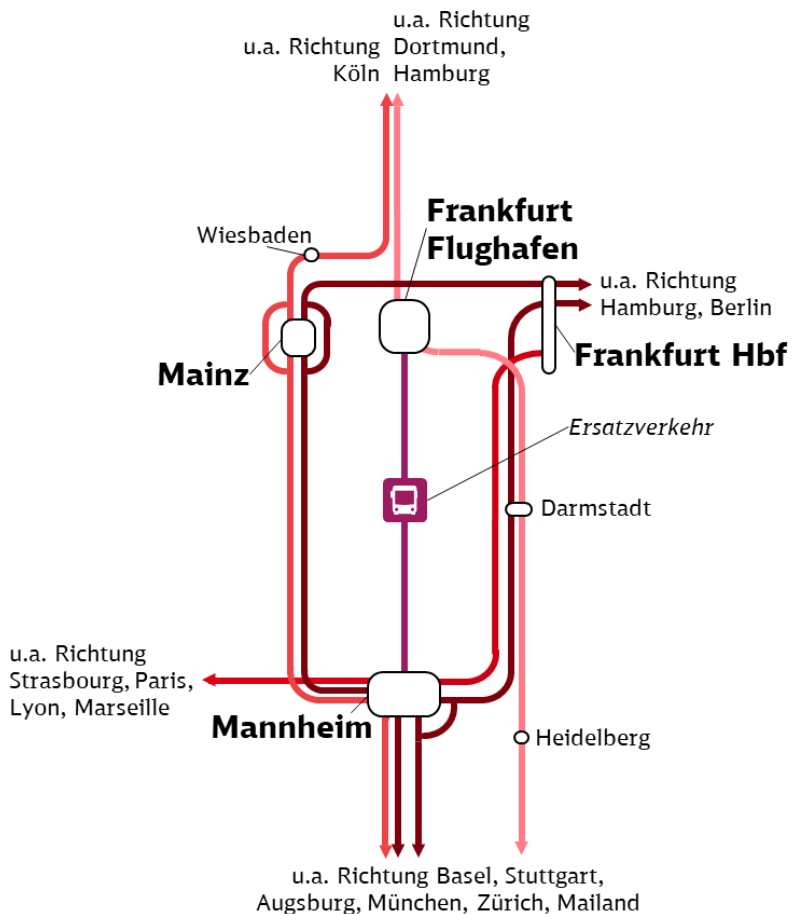 u.a. Richtung
Köln
u.a. Richtung
Dortmund,
Hamburg
Wiesbaden
Frankfurt
Flughafen
u.a. Richtung
Hamburg, Berlin
Mainz
Frankfurt Hbf
Ersatzverkehr
Darmstadt
u.a. Richtung
Strasbourg, Paris,
Lyon, Marseille
Mannheim
Heidelberg
u.a. Richtung Basel, Stuttgart,
Augsburg, München, Zürich, Mailand